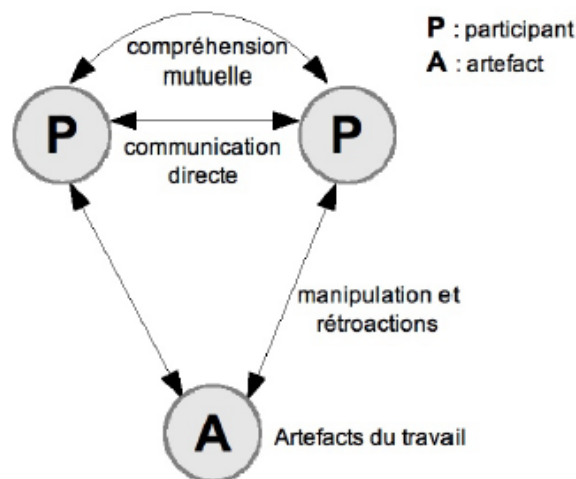 compréhension
mutuelle
P : participant
A : artefact
P
P
communication
directe
manipulation et
rétroactions
A
Artefacts du travail